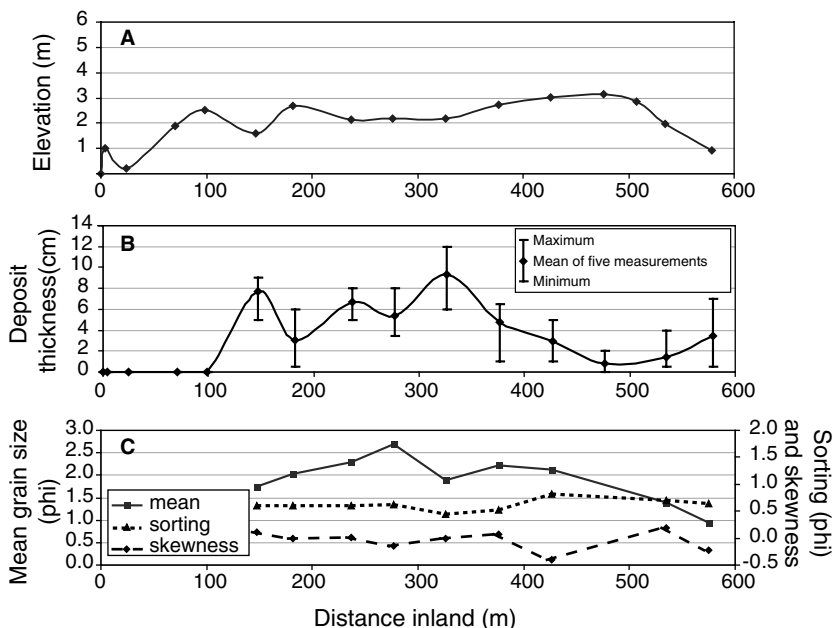 A
Elevation (m)
6
5
4
3
2
1
0
0 100 200 300 400 500 600
B
Deposit
thickness(cm)
14
12
10
8
6
4
2
0
Maximum
Mean of five measurements
Minimum
0 100 200 300 400 500 600
C
Mean grain size
(phi)
3.0
2.5
2.0
1.5
1.0
0.5
0.0
mean
sorting
skewness
2.0
1.5
1.0
0.5
0.0
-0.5
Sorting (phi)
and skewness
0 100 200 300 400 500 600
Distance inland (m)